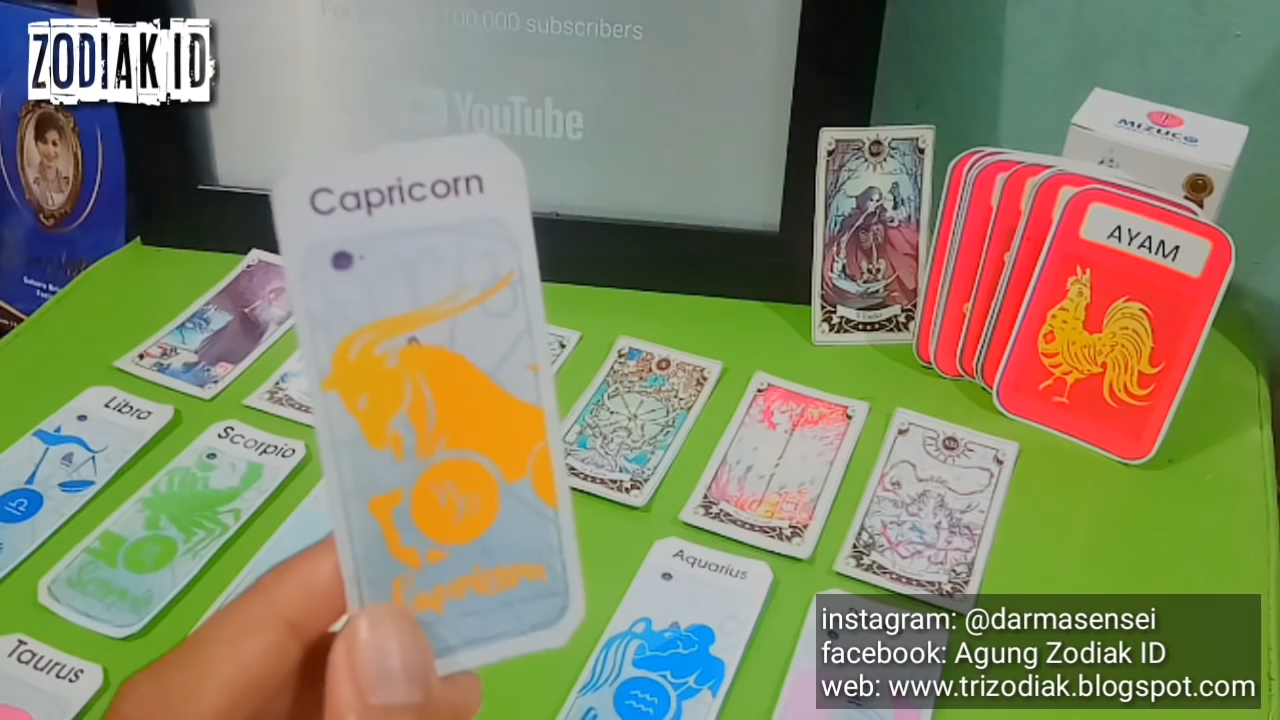 ZODIAK ID
100,000 subscribers
YouTube
MIZUCO
Capricorn
AYAM
Libra
Scorpio
Capricorn
Aquarius
Taurus
instagram: @darmasensei
facebook: Agung Zodiak ID
web: www.trizodiak.blogspot.com